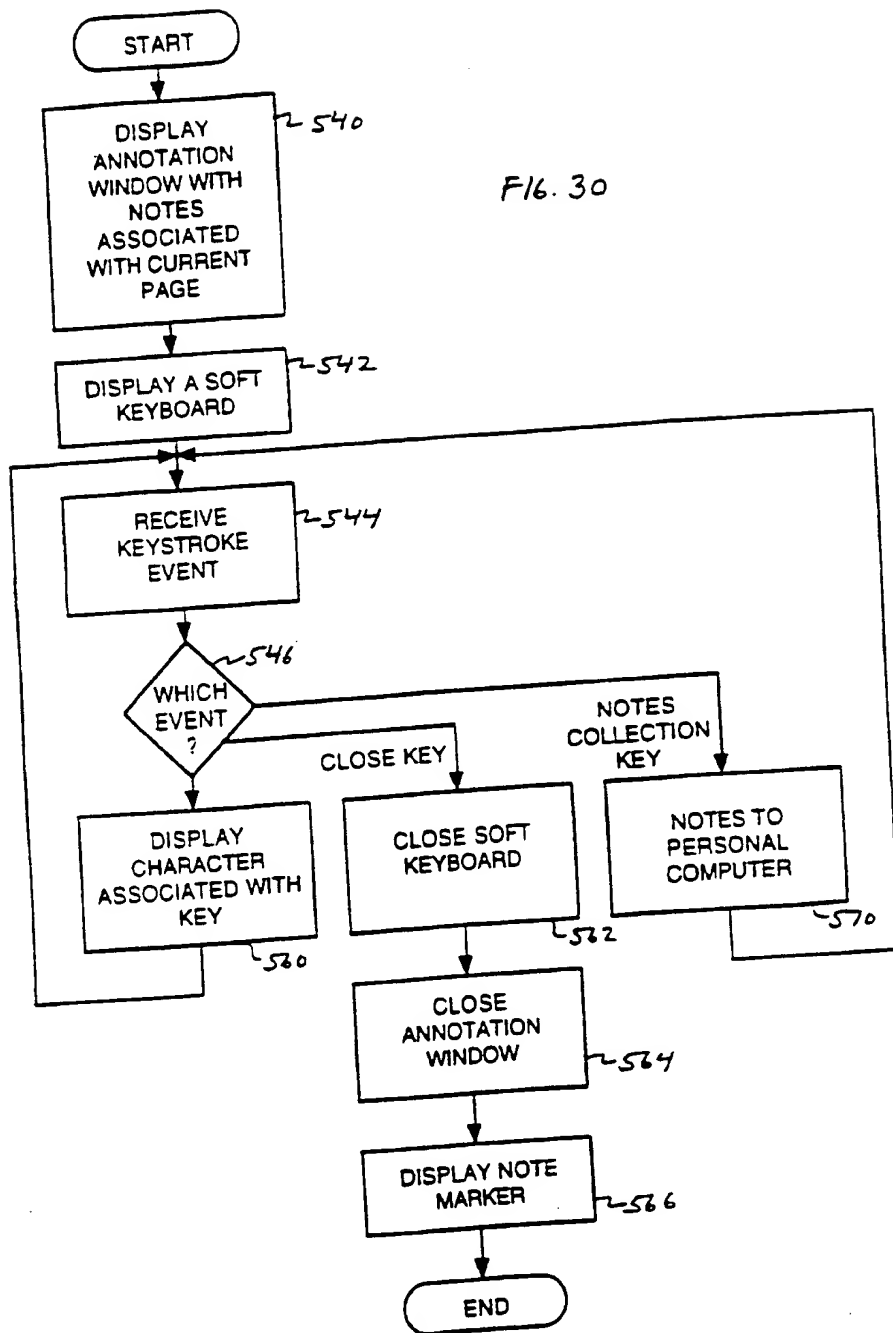 START
DISPLAY
ANNOTATION
WINDOW WITH
NOTES
ASSOCIATED
WITH CURRENT
PAGE
540
FIG. 30
DISPLAY A SOFT
KEYBOARD
542
RECEIVE
KEYSTROKE
EVENT
544
WHICH
EVENT
?
546
CLOSE KEY
NOTES
COLLECTION
KEY
DISPLAY
CHARACTER
ASSOCIATED WITH
KEY
560
CLOSE SOFT
KEYBOARD
562
NOTES TO
PERSONAL
COMPUTER
570
CLOSE
ANNOTATION
WINDOW
564
DISPLAY NOTE
MARKER
566
END